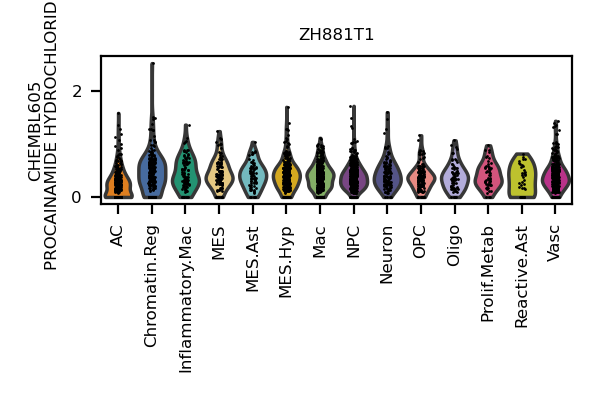 ZH881T1
CHEMBL605
PROCAINAMIDE HYDROCHLORID
2
0
AC
Chromatin.Reg
Inflammatory.Mac
MES
MES.Ast
MES.Hyp
Mac
NPC
Neuron
OPC
Oligo
Prolif.Metab
Reactive.Ast
Vasc